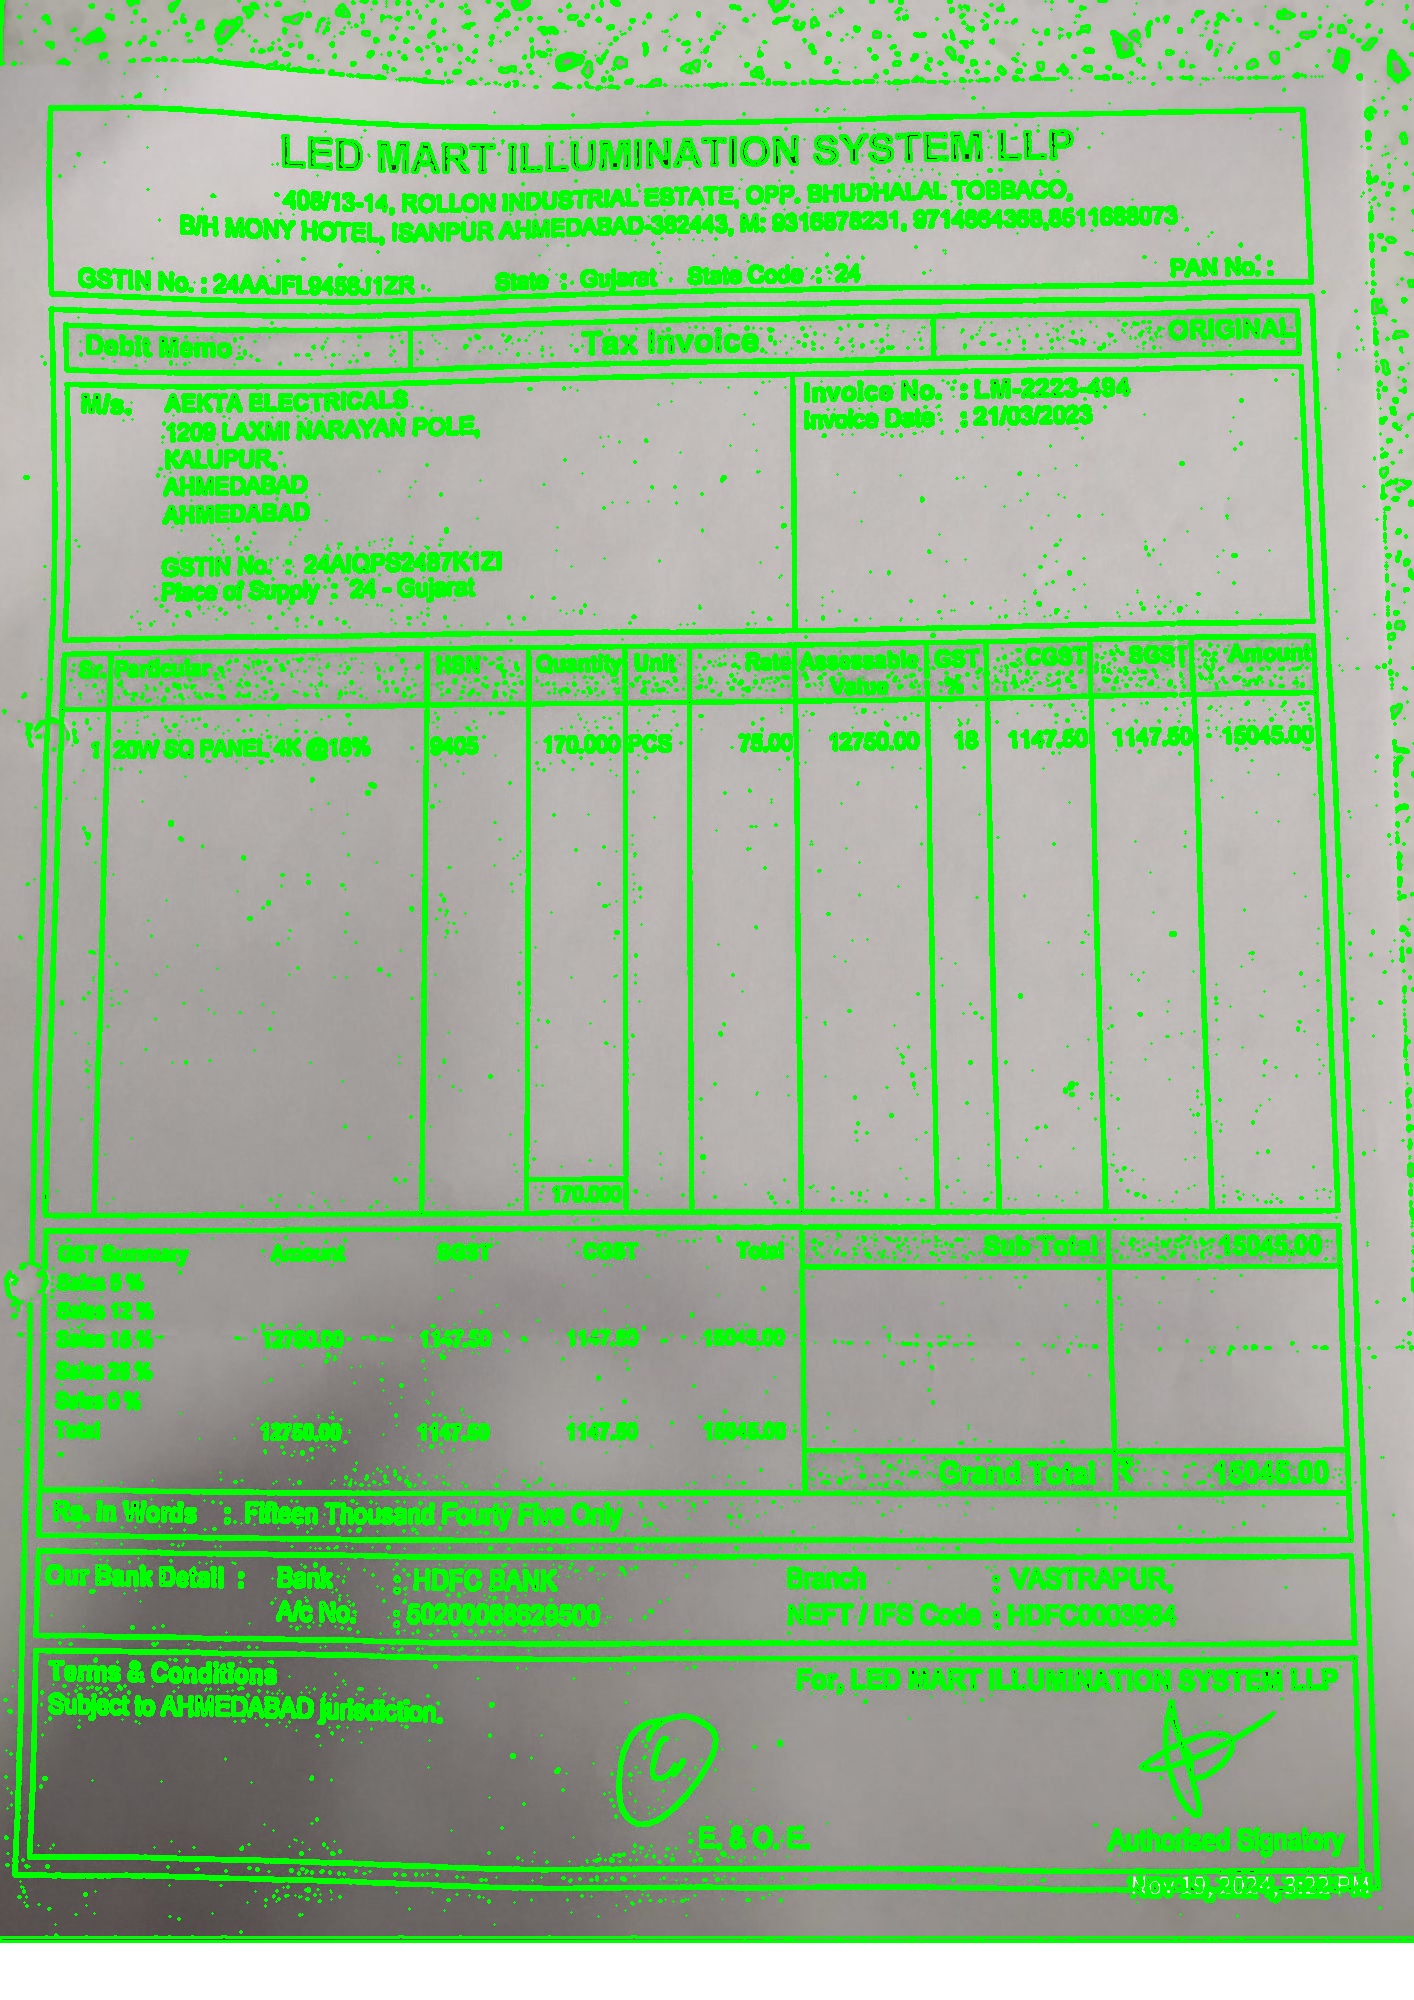 LED MART ILLUMINATION SYSTEM LLP
408/13-14, ROLLON INDUSTRIAL ESTATE, OPP. BHUDHALAL TOBBACO,
B/H MONY HOTEL, ISANPUR AHMEDABAD-382443, M: 9316876231, 9714664368,8511688073
GSTIN No. : 24AAJFL9458J1ZR State : Gujarat State Code : 24 PAN No. :
Debit Memo Tax Invoice ORIGINAL
M/s. AEKTA ELECTRICALS Invoice No. : LM-2223-494
1209 LAXMI NARAYAN POLE, Invoice Date : 21/03/2023
KALUPUR,
AHMEDABAD
AHMEDABAD
GSTIN No. : 24AIQPS2487K1ZI
Place of Supply : 24 - Gujarat
Sr. Particular HSN Quantity Unit Rate Assessable Value GST % CGST SGST Amount
1 20W SQ PANEL 4K @18% 9405 170.000 PCS 75.00 12750.00 18 1147.50 1147.50 15045.00
170.000
GST Summary Amount SGST CGST Total Sub Total 15045.00
Sales 5 %
Sales 12 %
Sales 18 % 12750.00 1147.50 1147.50 15045.00
Sales 28 %
Sales 0 %
Total 12750.00 1147.50 1147.50 15045.00
Grand Total ₹ 15045.00
Rs. In Words : Fifteen Thousand Fourty Five Only
Our Bank Detail : Bank : HDFC BANK Branch : VASTRAPUR,
A/c No. : 50200058629500 NEFT / IFS Code : HDFC0003964
Terms & Conditions For, LED MART ILLUMINATION SYSTEM LLP
Subject to AHMEDABAD jurisdiction.
E. & O. E. Authorised Signatory
Nov 19, 2024, 3:22 PM